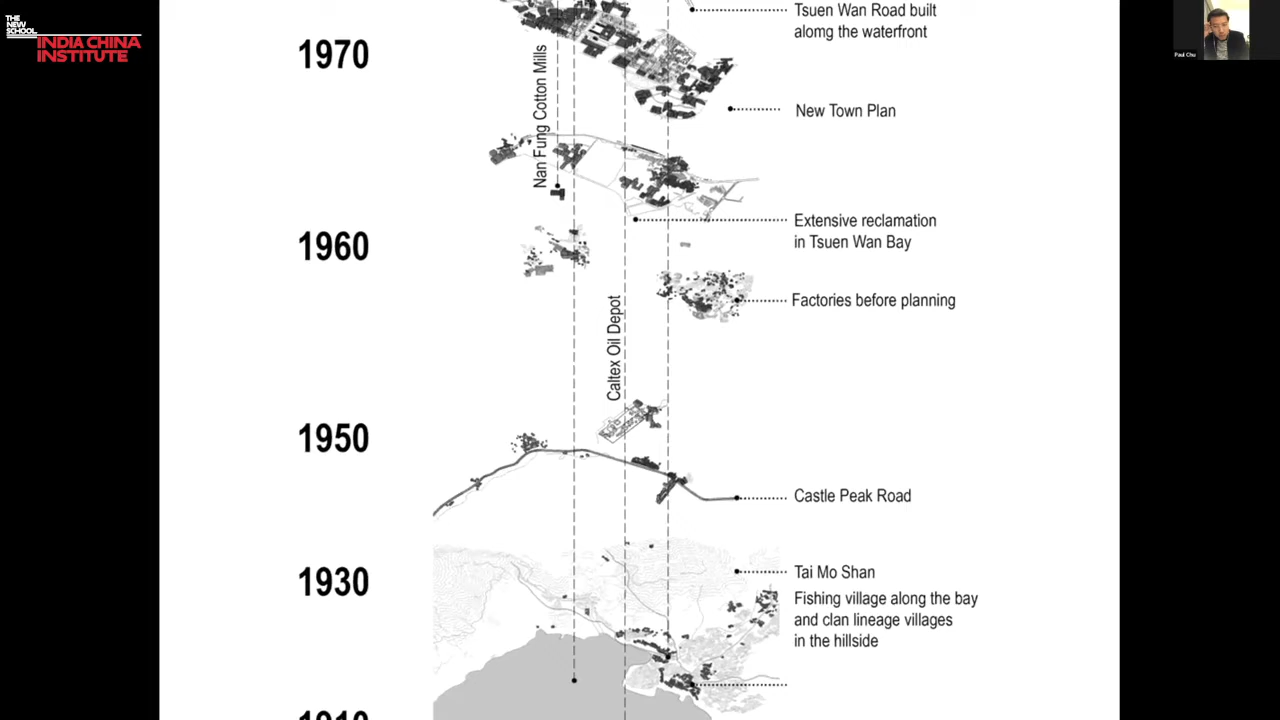 THE
NEW
SCHOOL
INDIA CHINA
INSTITUTE
Paul Chu
Tsuen Wan Road built
alomg the waterfront
1970
Nan Fung Cotton Mills
New Town Plan
Extensive reclamation
in Tsuen Wan Bay
1960
Factories before planning
Caltex Oil Depot
1950
Castle Peak Road
1930
Tai Mo Shan
Fishing village along the bay
and clan lineage villages
in the hillside
1910